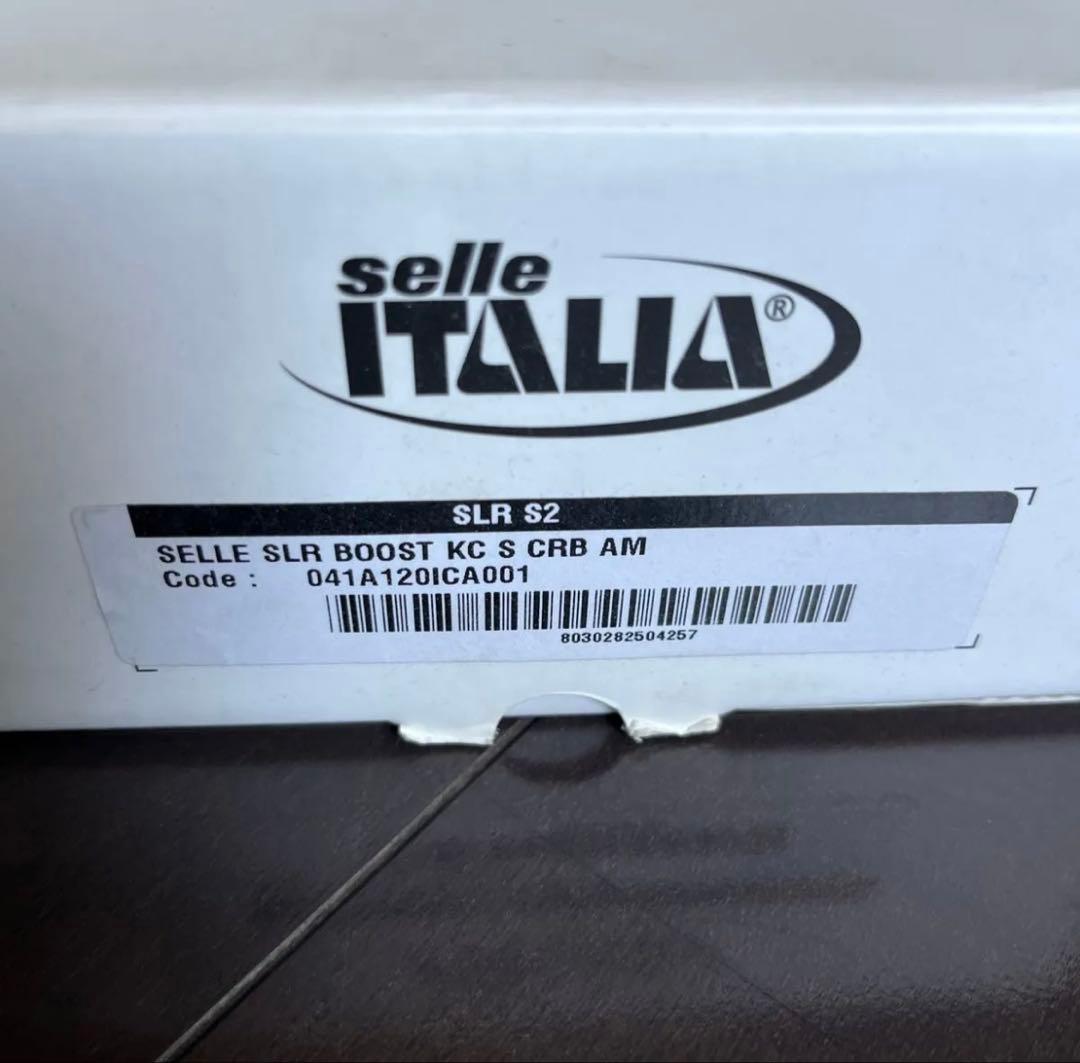 selle
ITALIA®
SLR S2
SELLE SLR BOOST KC S CRB AM
Code : 041A120ICA001
8030282504257